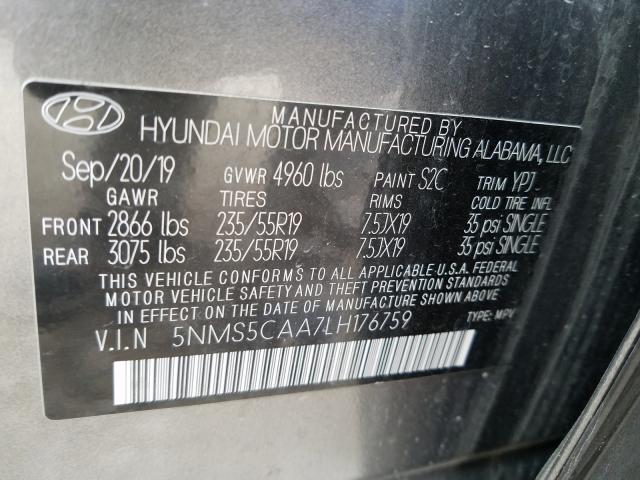 MANUFACTURED BY
HYUNDAI MOTOR MANUFACTURING ALABAMA, LLC
Sep/20/19 GVWR 4960 lbs PAINT S2C TRIM YPJ
GAWR TIRES RIMS COLD TIRE INFL
FRONT 2866 lbs 235/55R19 7.5JX19 35 psi SINGLE
REAR 3075 lbs 235/55R19 7.5JX19 35 psi SINGLE
THIS VEHICLE CONFORMS TO ALL APPLICABLE U.S.A. FEDERAL
MOTOR VEHICLE SAFETY AND THEFT PREVENTION STANDARDS
IN EFFECT ON THE DATE OF MANUFACTURE SHOWN ABOVE.
V.I.N 5NMS5CAA7LH176759 TYPE: MPV